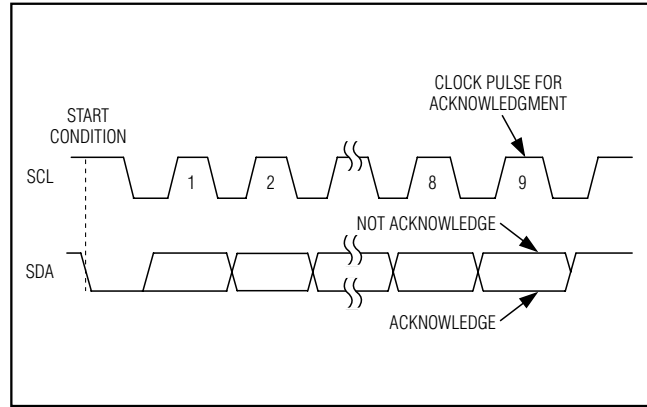 CLOCK PULSE FOR
ACKNOWLEDGMENT
START
CONDITION
SCL
1
2
8
9
NOT ACKNOWLEDGE
SDA
ACKNOWLEDGE